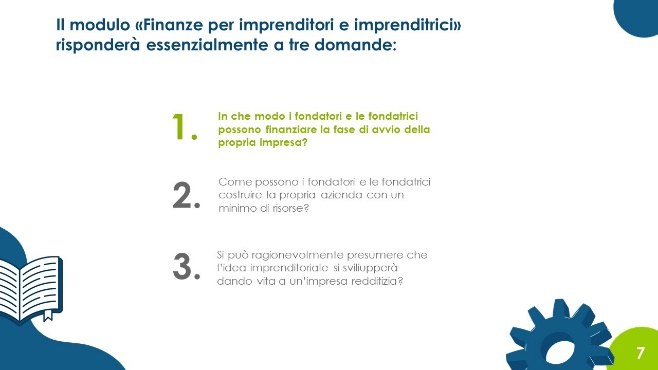 Il modulo «Finanze per imprenditori e imprenditrici»
risponderà essenzialmente a tre domande:
1.
In che modo i fondatori e le fondatrici
possono finanziare la fase di avvio della
propria impresa?
2.
Come possono i fondatori e le fondatrici
costruire la propria azienda con un
minimo di risorse?
3.
Si può ragionevolmente presumere che
l'idea imprenditoriale si svilupperà
dando vita a un'impresa redditizia?
7